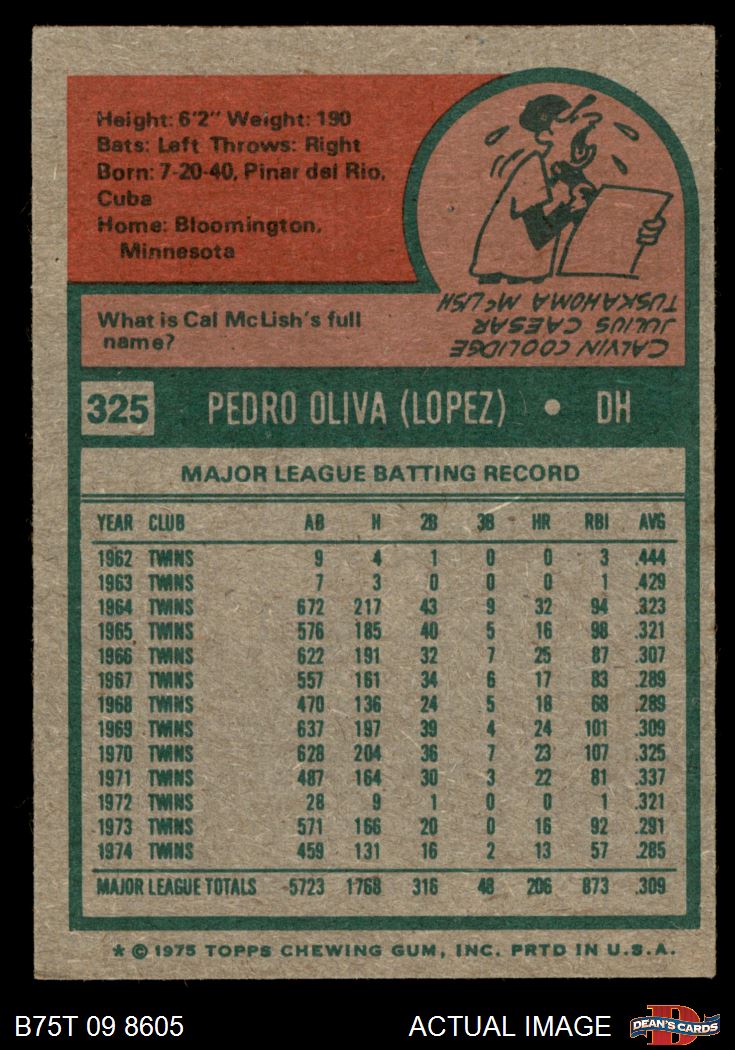 Height: 6'2" Weight: 190
Bats: Left Throws: Right
Born: 7-20-40, Pinar del Rio,
Cuba
Home: Bloomington,
Minnesota
What is Cal McLish's full
name?
CALVIN COOLIDGE
JULIUS CAESAR
TUSKAHOMA McLISH
325 PEDRO OLIVA (LOPEZ) • DH
MAJOR LEAGUE BATTING RECORD
YEAR CLUB AB H 2B 3B HR RBI AVG
1962 TWINS 9 4 1 0 0 3 .444
1963 TWINS 7 3 0 0 0 1 .429
1964 TWINS 672 217 43 9 32 94 .323
1965 TWINS 576 185 40 5 16 98 .321
1966 TWINS 622 191 32 7 25 87 .307
1967 TWINS 557 161 34 6 17 83 .289
1968 TWINS 470 136 24 5 18 68 .289
1969 TWINS 637 197 39 4 24 101 .309
1970 TWINS 628 204 36 7 23 107 .325
1971 TWINS 487 164 30 3 22 81 .337
1972 TWINS 28 9 1 0 0 1 .321
1973 TWINS 571 166 20 0 16 92 .291
1974 TWINS 459 131 16 2 13 57 .285
MAJOR LEAGUE TOTALS 5723 1768 316 48 206 873 .309
* © 1975 TOPPS CHEWING GUM, INC. PRTD IN U.S.A.
B75T 09 8605 ACTUAL IMAGE D DEAN'S CARDS